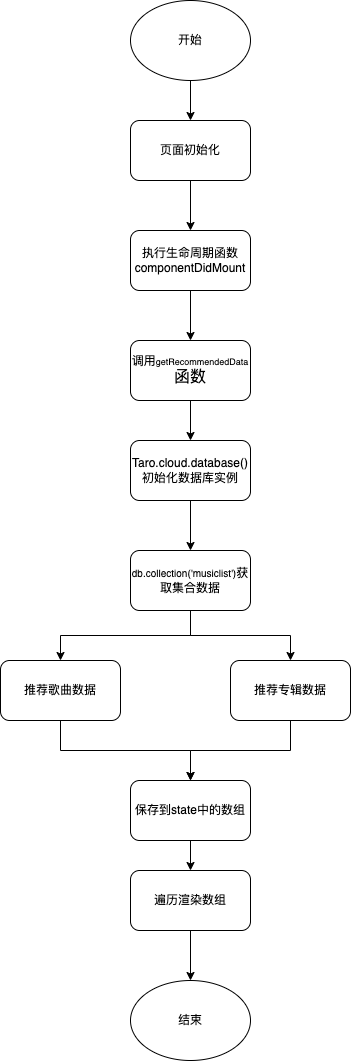 开始
页面初始化
执行生命周期函数
componentDidMount
调用getRecommendedData
函数
Taro.cloud.database()
初始化数据库实例
db.collection('musiclist')获
取集合数据
推荐歌曲数据
推荐专辑数据
保存到state中的数组
遍历渲染数组
结束